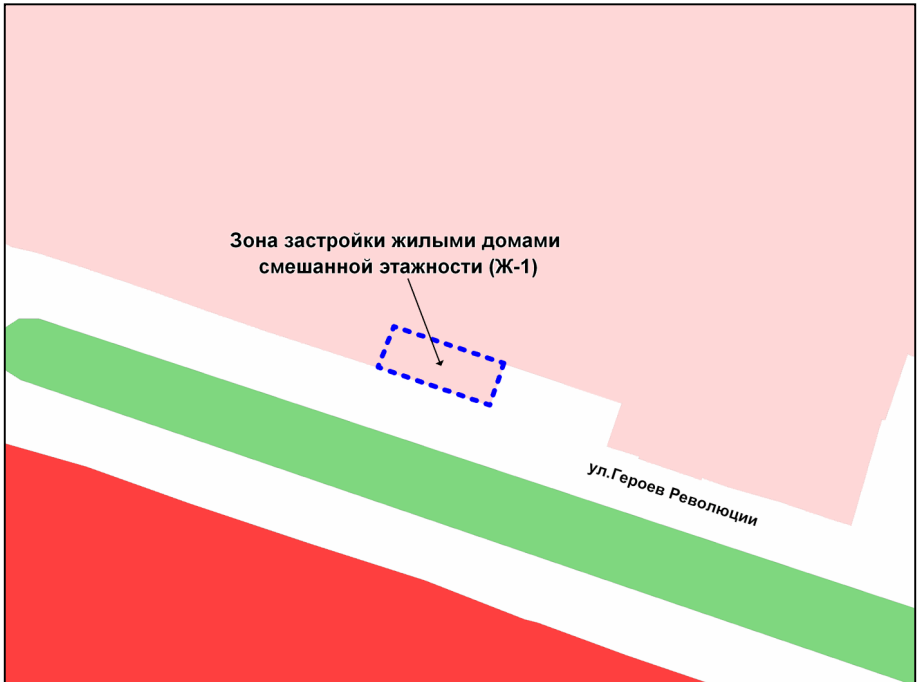 Зона застройки жилыми домами
смешанной этажности (Ж-1)
ул.Героев Революции